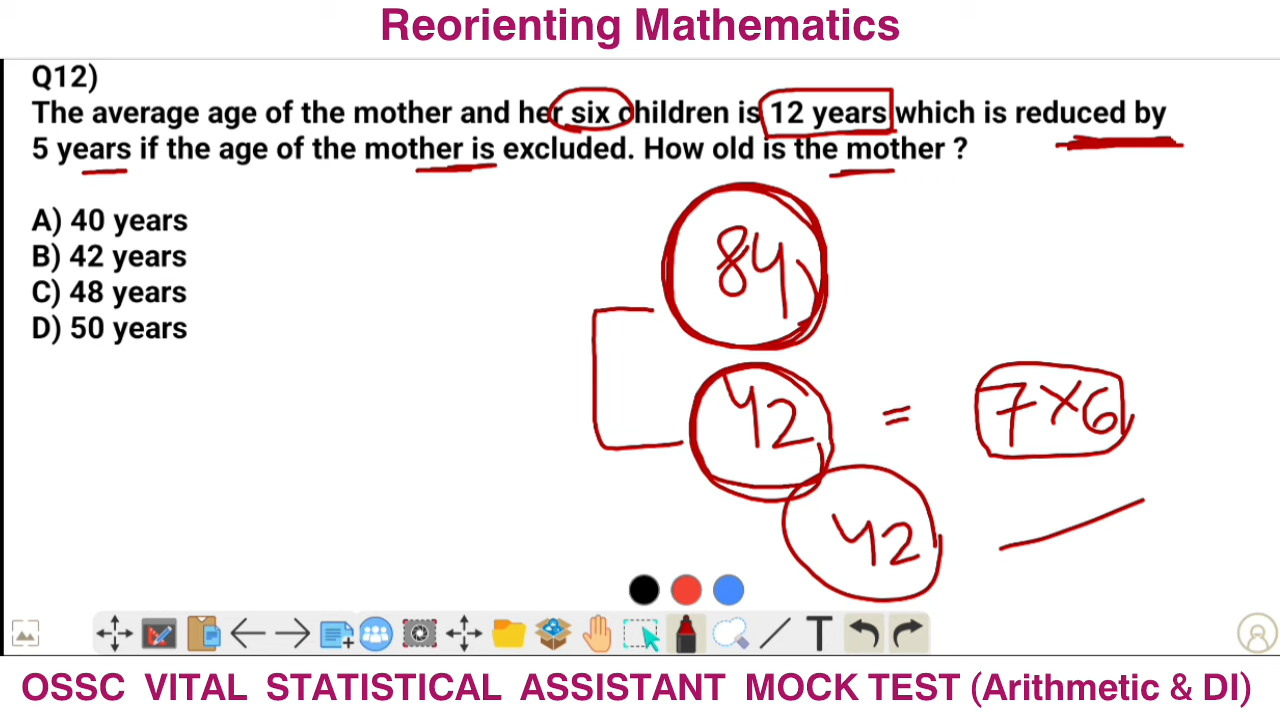 Reorienting Mathematics
Q12)
The average age of the mother and her six children is 12 years which is reduced by
5 years if the age of the mother is excluded. How old is the mother ?
A) 40 years
B) 42 years
C) 48 years
D) 50 years
84
42 = 7×6
42
T
OSSC VITAL STATISTICAL ASSISTANT MOCK TEST (Arithmetic & DI)